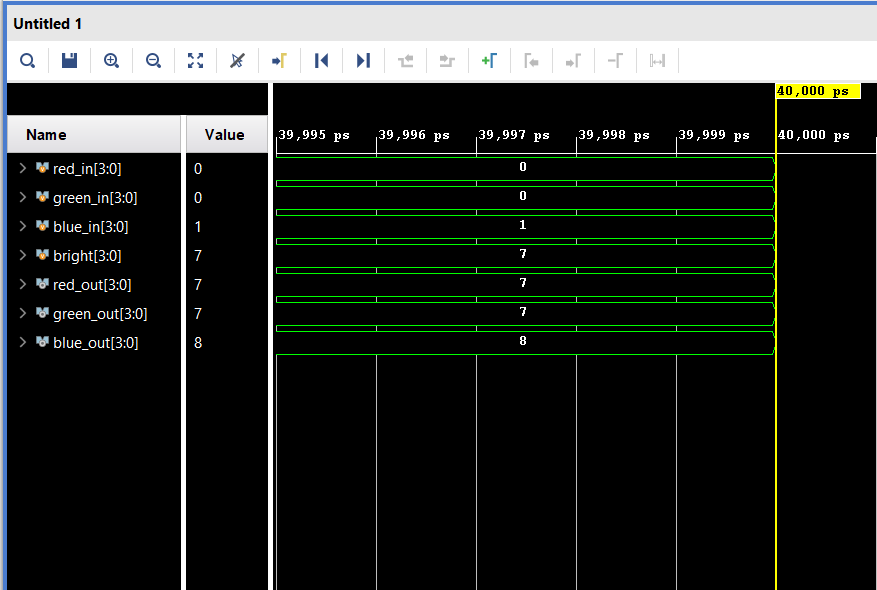 Untitled 1
40,000 ps
Name Value
39,995 ps 39,996 ps 39,997 ps 39,998 ps 39,999 ps 40,000 ps
red_in[3:0] 0 0
green_in[3:0] 0 0
blue_in[3:0] 1 1
bright[3:0] 7 7
red_out[3:0] 7 7
green_out[3:0] 7 7
blue_out[3:0] 8 8